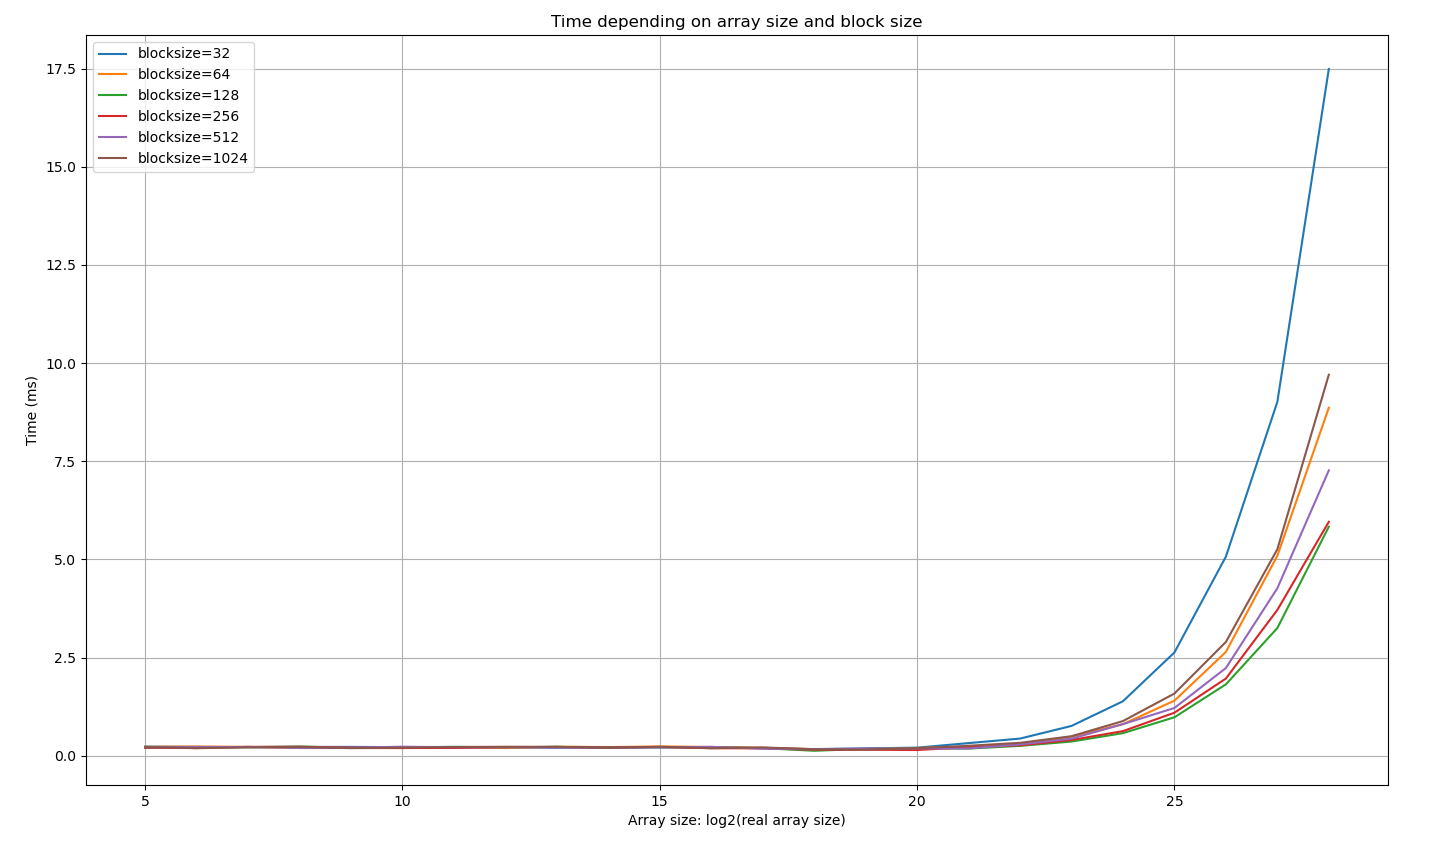 Time depending on array size and block size
blocksize=32
blocksize=64
blocksize=128
blocksize=256
blocksize=512
blocksize=1024
17.5
15.0
12.5
10.0
7.5
5.0
2.5
0.0
Time (ms)
5 10 15 20 25
Array size: log2(real array size)